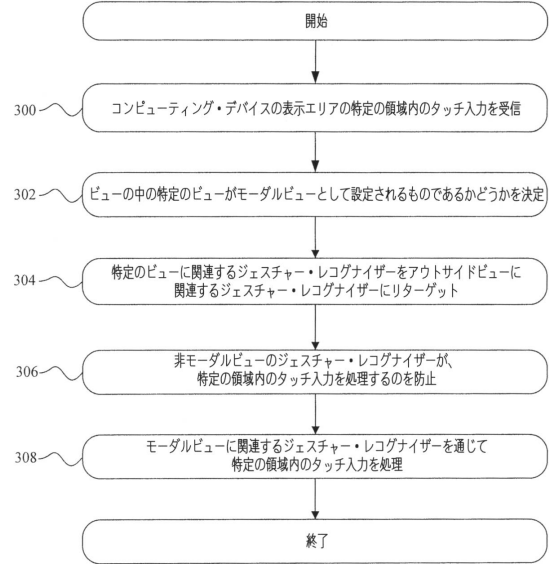 開始
300
コンピューティング・デバイスの表示エリアの特定の領域内のタッチ入力を受信
302
ビューの中の特定のビューがモーダルビューとして設定されるものであるかどうかを決定
304
特定のビューに関連するジェスチャー・レコグナイザーをアウトサイドビューに
関連するジェスチャー・レコグナイザーにリターゲット
306
非モーダルビューのジェスチャー・レコグナイザーが、
特定の領域内のタッチ入力を処理するのを防止
308
モーダルビューに関連するジェスチャー・レコグナイザーを通じて
特定の領域内のタッチ入力を処理
終了